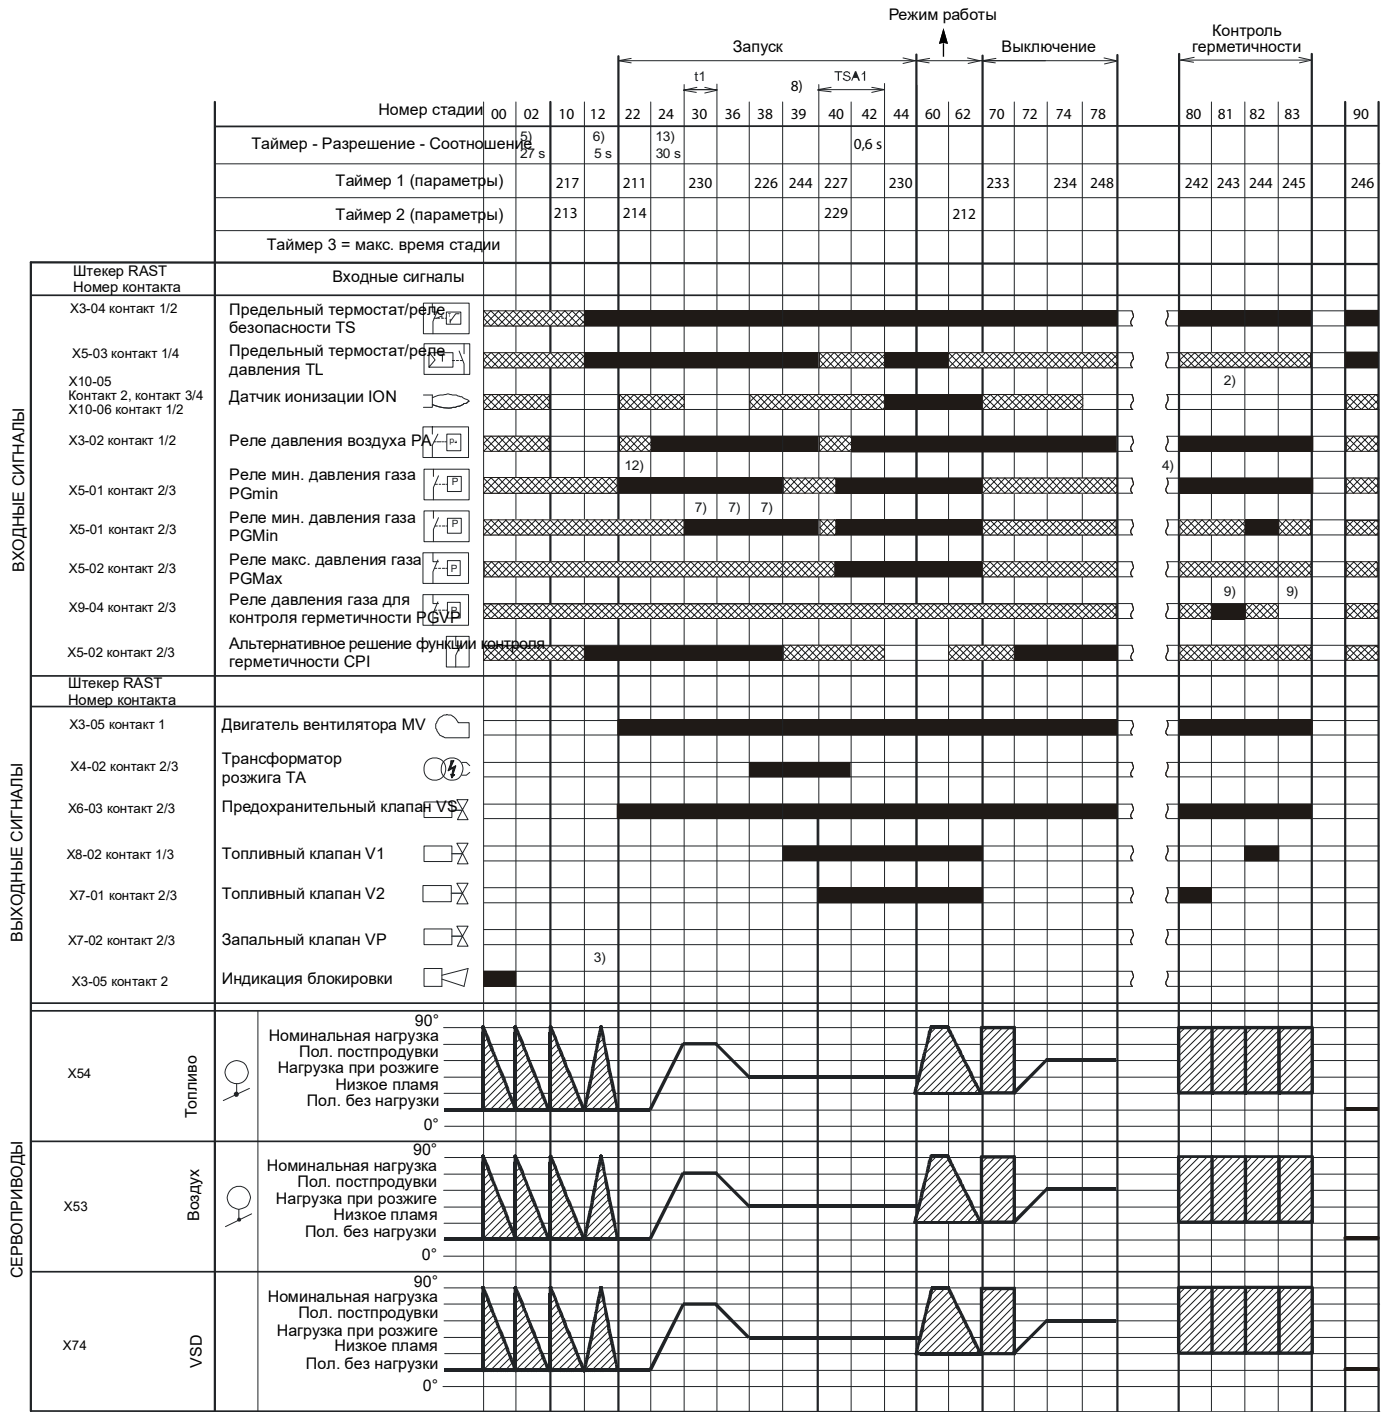 Режим работы
Запуск
Выключение
Контроль
герметичности
t1
8)
TSA1
Номер стадии 00 02 10 12 22 24 30 36 38 39 40 42 44 60 62 70 72 74 78 80 81 82 83 90
Таймер - Разрешение - Соотношение 5) 27 s 6) 5 s 13) 30 s 0,6 s
Таймер 1 (параметры) 217 211 230 226 244 227 230 233 234 248 242 243 244 245 246
Таймер 2 (параметры) 213 214 229 212
Таймер 3 = макс. время стадии
Штекер RAST
Номер контакта
Входные сигналы
ВХОДНЫЕ СИГНАЛЫ
X3-04 контакт 1/2
Предельный термостат/реле
безопасности TS
X5-03 контакт 1/4
Предельный термостат/реле
давления TL
2)
X10-05
Контакт 2, контакт 3/4
X10-06 контакт 1/2
Датчик ионизации ION
X3-02 контакт 1/2
Реле давления воздуха PA
12)
4)
X5-01 контакт 2/3
Реле мин. давления газа
PGmin
7) 7) 7)
X5-01 контакт 2/3
Реле мин. давления газа
PGMin
X5-02 контакт 2/3
Реле макс. давления газа
PGMax
9) 9)
X9-04 контакт 2/3
Реле давления газа для
контроля герметичности PGVP
X5-02 контакт 2/3
Альтернативное решение функции контроля
герметичности CPI
Штекер RAST
Номер контакта
ВЫХОДНЫЕ СИГНАЛЫ
X3-05 контакт 1
Двигатель вентилятора MV
X4-02 контакт 2/3
Трансформатор
розжига TA
X6-03 контакт 2/3
Предохранительный клапан VS
X8-02 контакт 1/3
Топливный клапан V1
X7-01 контакт 2/3
Топливный клапан V2
X7-02 контакт 2/3
Запальный клапан VP
3)
X3-05 контакт 2
Индикация блокировки
СЕРВОПРИВОДЫ
X54
Топливо
90°
Номинальная нагрузка
Пол. постпродувки
Нагрузка при розжиге
Низкое пламя
Пол. без нагрузки
0°
X53
Воздух
90°
Номинальная нагрузка
Пол. постпродувки
Нагрузка при розжиге
Низкое пламя
Пол. без нагрузки
0°
X74
VSD
90°
Номинальная нагрузка
Пол. постпродувки
Нагрузка при розжиге
Низкое пламя
Пол. без нагрузки
0°